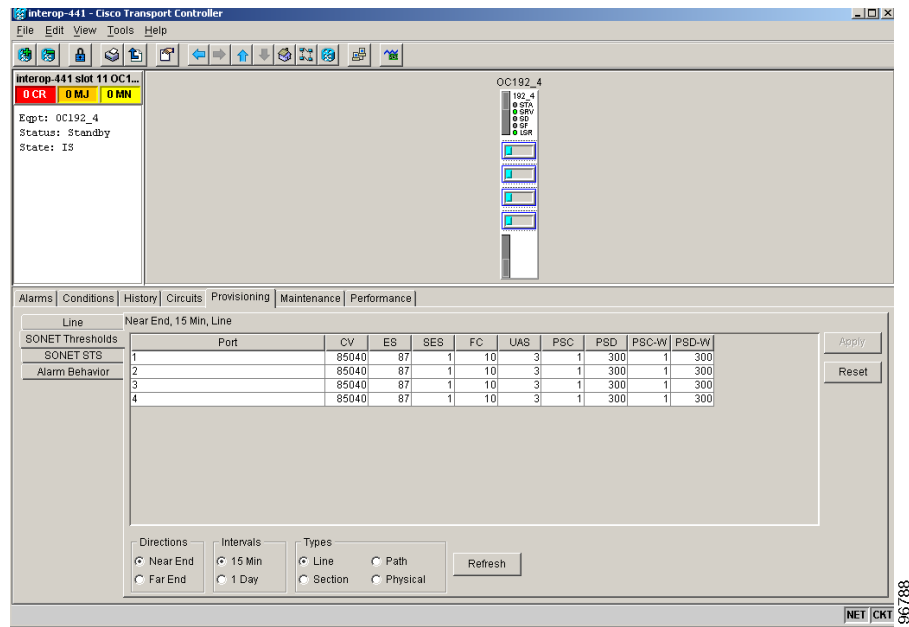 interop-441 - Cisco Transport Controller
File Edit View Tools Help
interop-441 slot 11 OC1...
0 CR 0 MJ 0 MN
Eqpt: OC192_4
Status: Standby
State: IS
OC192_4
192_4
STA
SRV
SD
SF
LSR
Alarms Conditions History Circuits Provisioning Maintenance Performance
Line
SONET Thresholds
SONET STS
Alarm Behavior
Near End, 15 Min, Line
Port CV ES SES FC UAS PSC PSD PSC-W PSD-W
1 85040 87 1 10 3 1 300 1 300
2 85040 87 1 10 3 1 300 1 300
3 85040 87 1 10 3 1 300 1 300
4 85040 87 1 10 3 1 300 1 300
Apply
Reset
Directions Intervals Types
Near End 15 Min Line Path
Far End 1 Day Section Physical
Refresh
NET CKT
96788